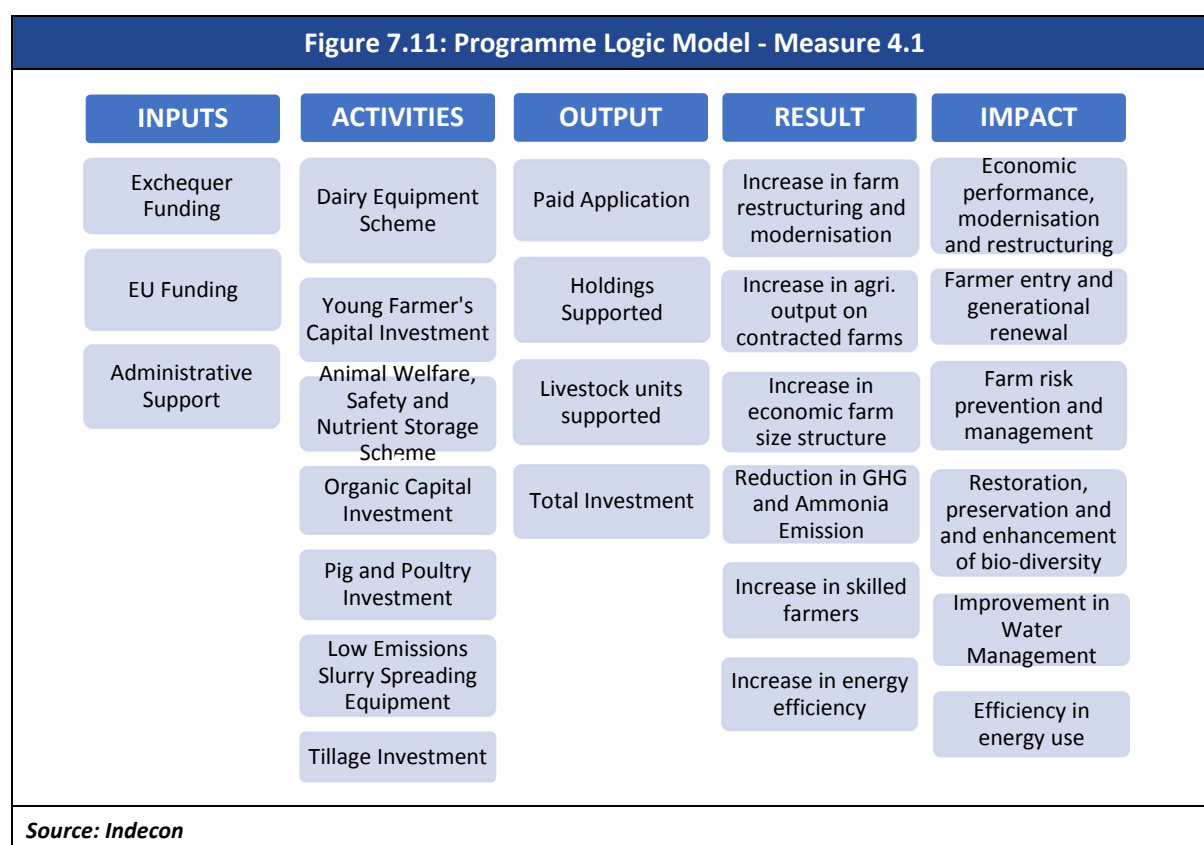 Figure 7.11: Programme Logic Model - Measure 4.1
INPUTS
Exchequer
Funding
EU Funding
Administrative
Support
ACTIVITIES
Dairy Equipment
Scheme
Young Farmer's
Capital Investment
Animal Welfare,
Safety and
Nutrient Storage
Scheme
Organic Capital
Investment
Pig and Poultry
Investment
Low Emissions
Slurry Spreading
Equipment
Tillage Investment
OUTPUT
Paid Application
Holdings
Supported
Livestock units
supported
Total Investment
RESULT
Increase in farm
restructuring and
modernisation
Increase in agri.
output on
contracted farms
Increase in
economic farm
size structure
Reduction in GHG
and Ammonia
Emission
Increase in skilled
farmers
Increase in energy
efficiency
IMPACT
Economic
performance,
modernisation
and restructuring
Farmer entry and
generational
renewal
Farm risk
prevention and
management
Restoration,
preservation and
and enhancement
of bio-diversity
Improvement in
Water
Management
Efficiency in
energy use
Source: Indecon